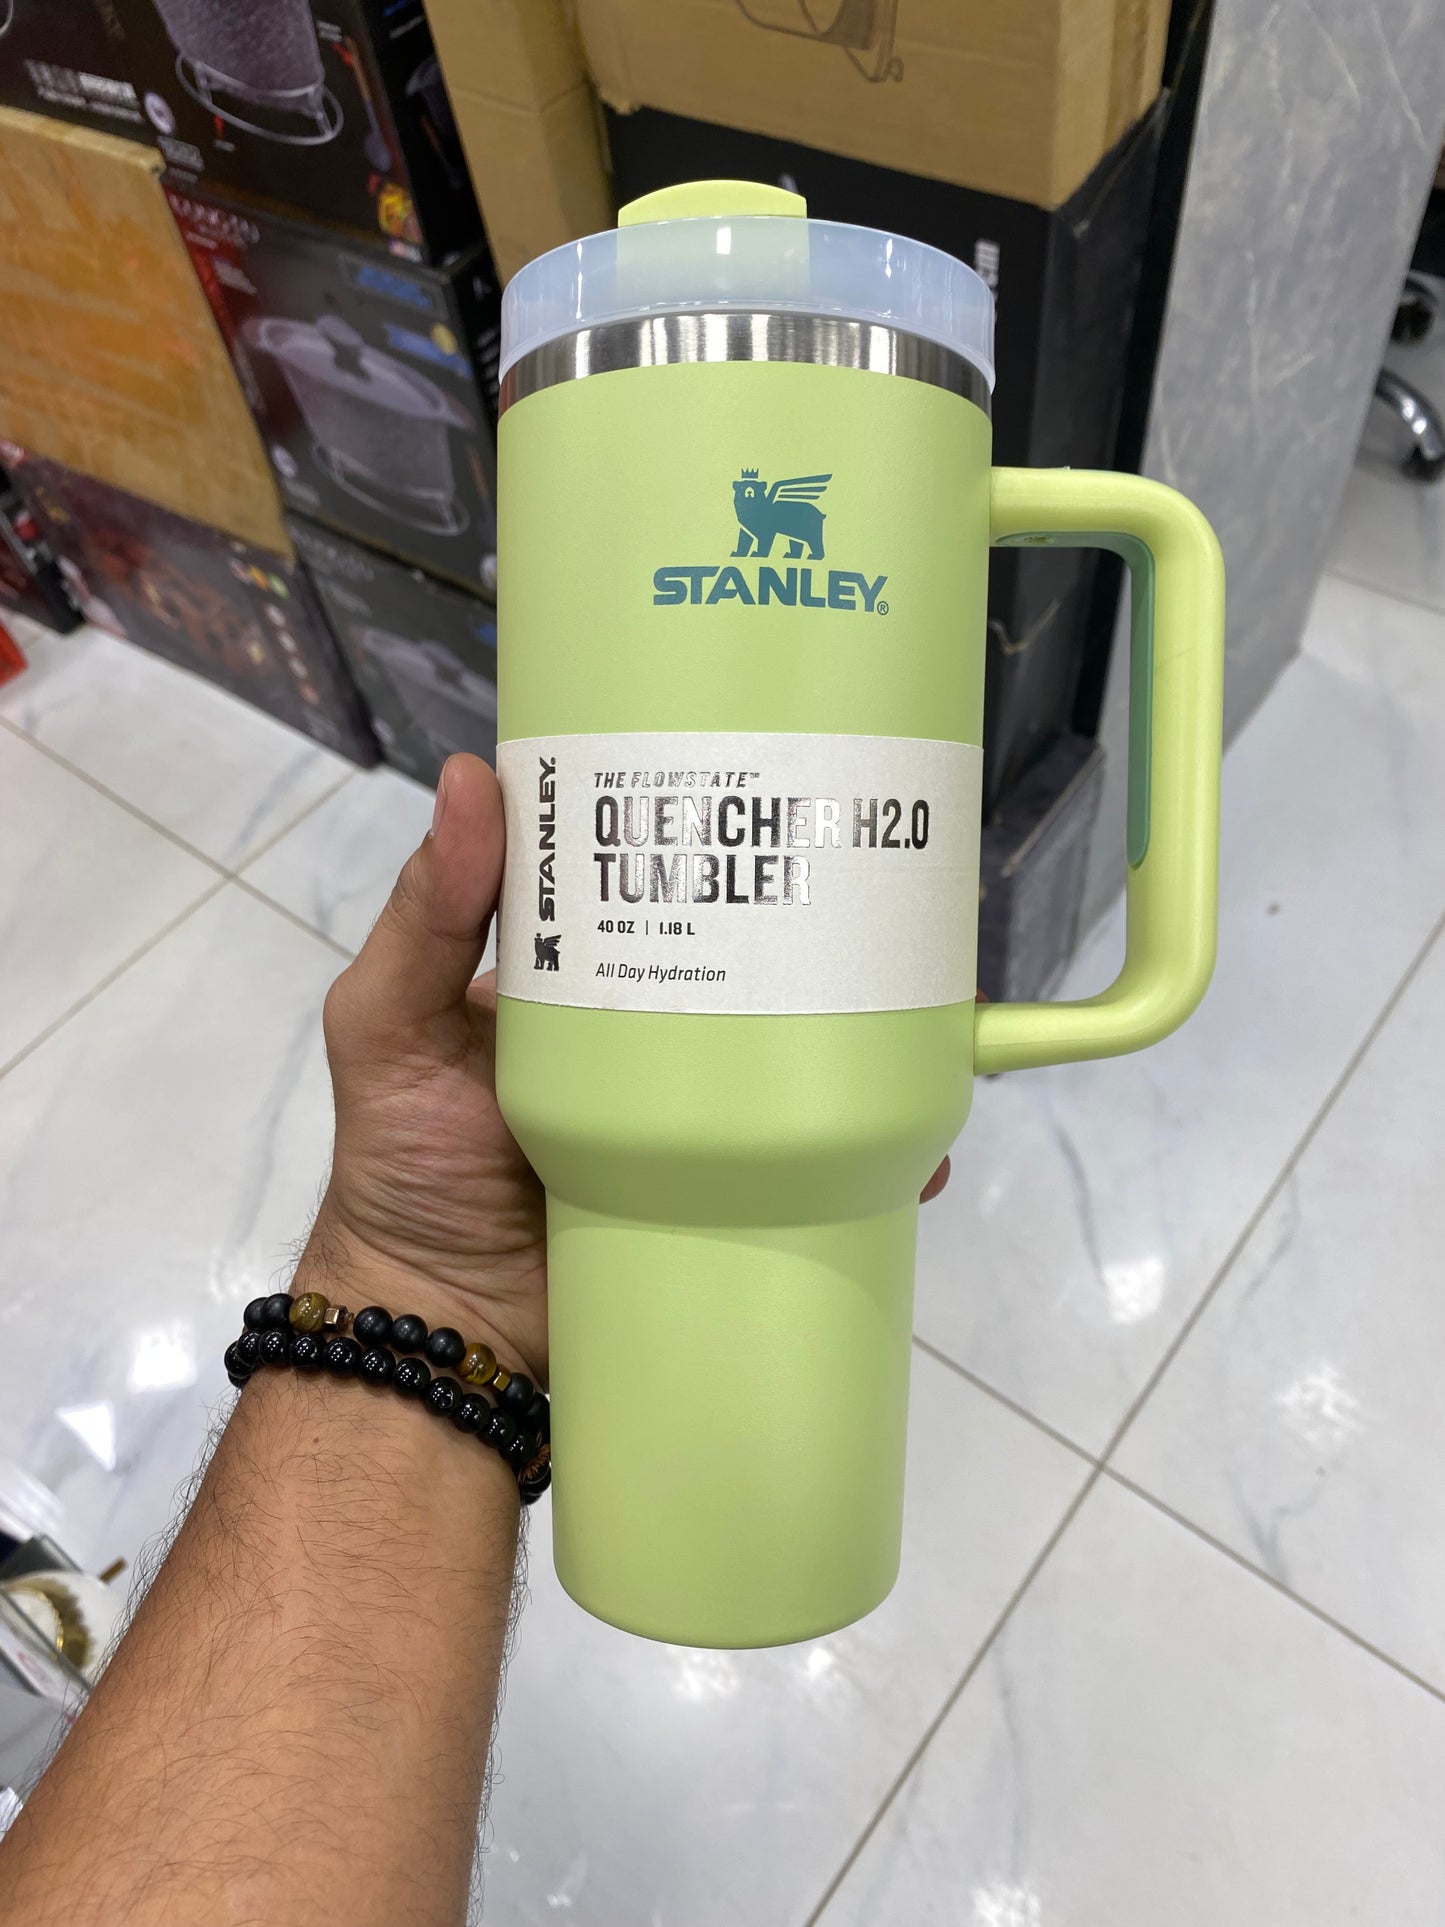 STANLEY®
STANLEY®
THE FLOWSTATE™
QUENCHER H2.0
TUMBLER
40 OZ | 1.18 L
All Day Hydration